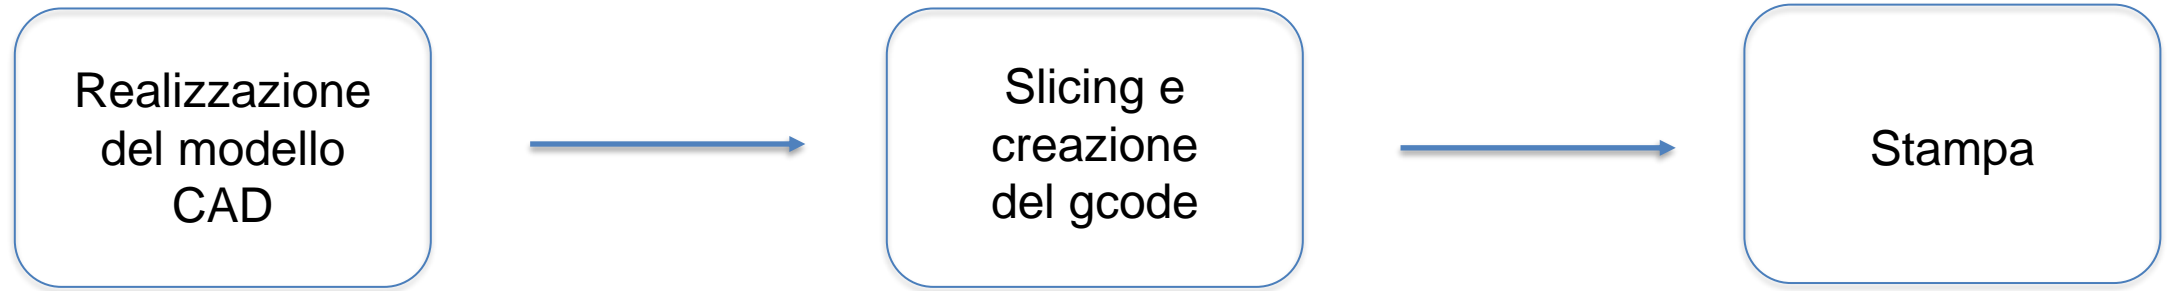 Realizzazione
del modello
CAD
Slicing e
creazione
del gcode
Stampa